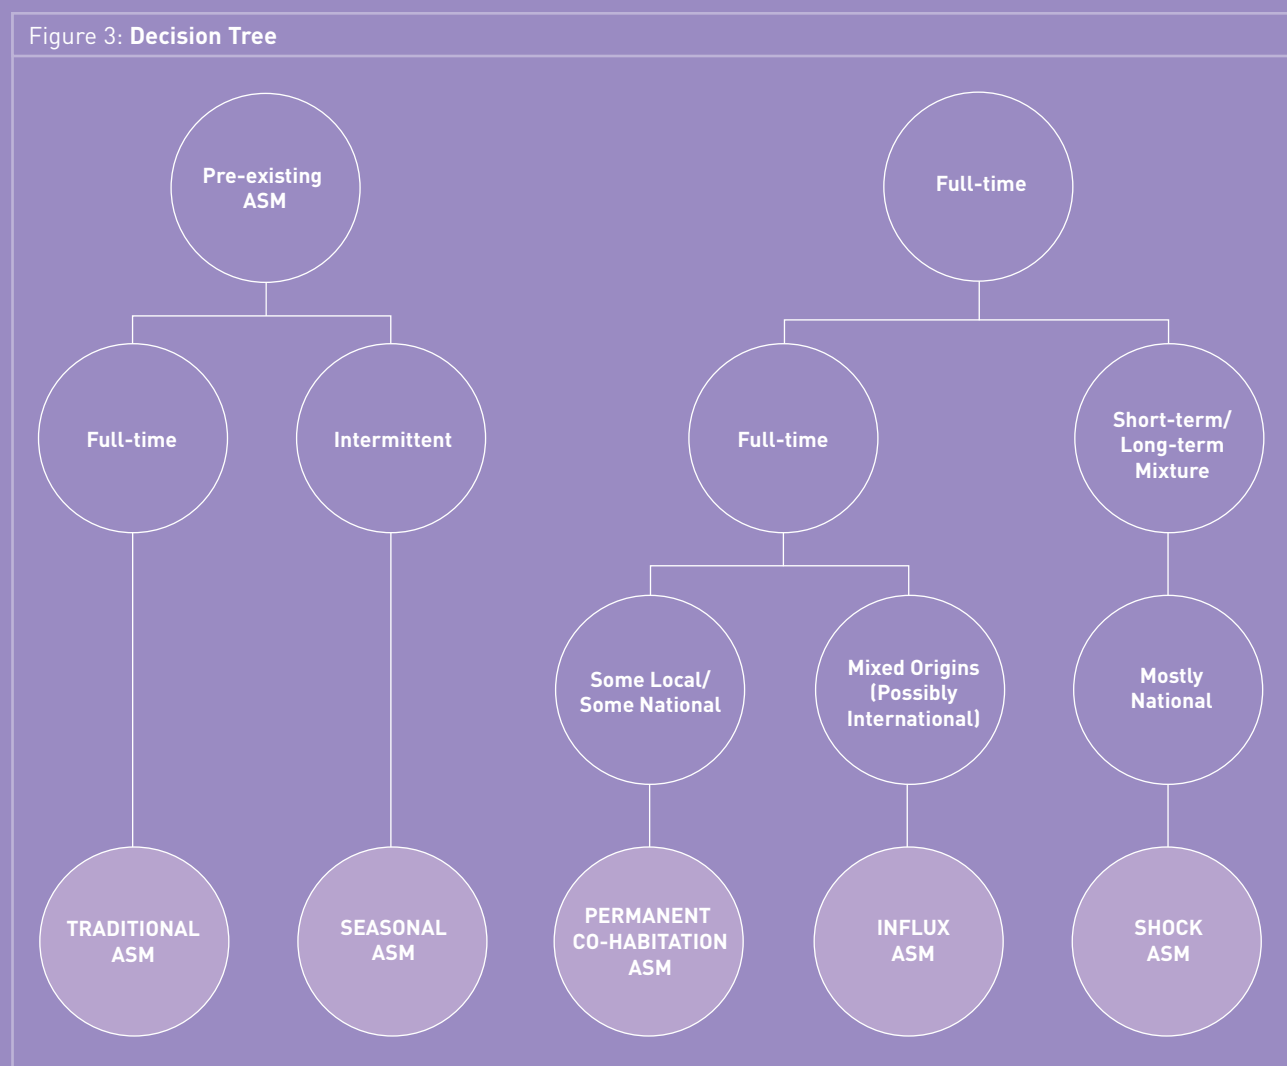 Figure 3: Decision Tree
Pre-existing
ASM
Full-time
Full-time
Intermittent
Full-time
Short-term/
Long-term
Mixture
Some Local/
Some National
Mixed Origins
(Possibly
International)
Mostly
National
TRADITIONAL
ASM
SEASONAL
ASM
PERMANENT
CO-HABITATION
ASM
INFLUX
ASM
SHOCK
ASM